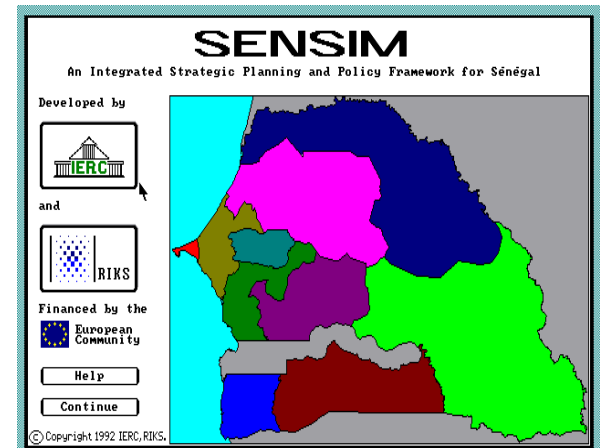 SENSIM
An Integrated Strategic Planning and Policy Framework for Sénégal
Developed by
IERC
and
RIKS
Financed by the
European
Community
Help
Continue
© Copyright 1992 IERC, RIKS.